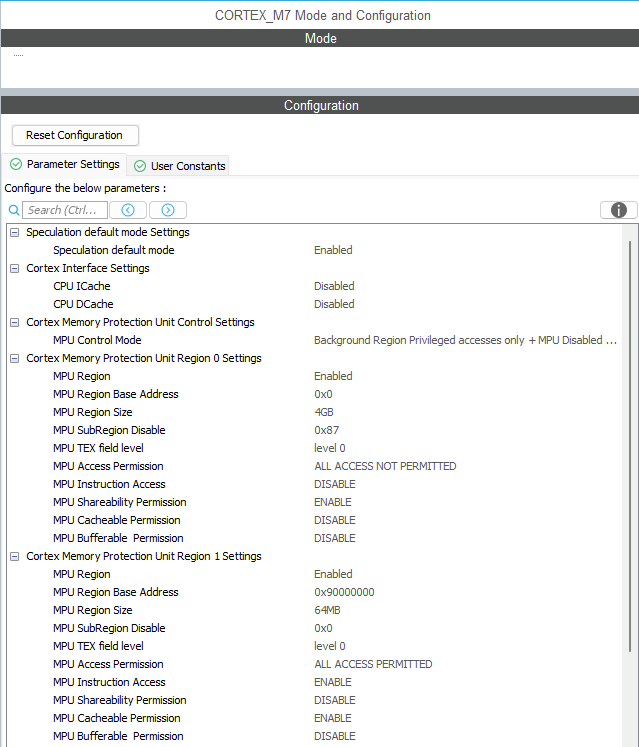 CORTEX_M7 Mode and Configuration
Mode
Configuration
Reset Configuration
Parameter Settings User Constants
Configure the below parameters :
Search (Ctrl...
Speculation default mode Settings
Speculation default mode Enabled
Cortex Interface Settings
CPU ICache Disabled
CPU DCache Disabled
Cortex Memory Protection Unit Control Settings
MPU Control Mode Background Region Privileged accesses only + MPU Disabled ...
Cortex Memory Protection Unit Region 0 Settings
MPU Region Enabled
MPU Region Base Address 0x0
MPU Region Size 4GB
MPU SubRegion Disable 0x87
MPU TEX field level level 0
MPU Access Permission ALL ACCESS NOT PERMITTED
MPU Instruction Access DISABLE
MPU Shareability Permission ENABLE
MPU Cacheable Permission DISABLE
MPU Bufferable Permission DISABLE
Cortex Memory Protection Unit Region 1 Settings
MPU Region Enabled
MPU Region Base Address 0x90000000
MPU Region Size 64MB
MPU SubRegion Disable 0x0
MPU TEX field level level 0
MPU Access Permission ALL ACCESS PERMITTED
MPU Instruction Access ENABLE
MPU Shareability Permission DISABLE
MPU Cacheable Permission ENABLE
MPU Bufferable Permission DISABLE